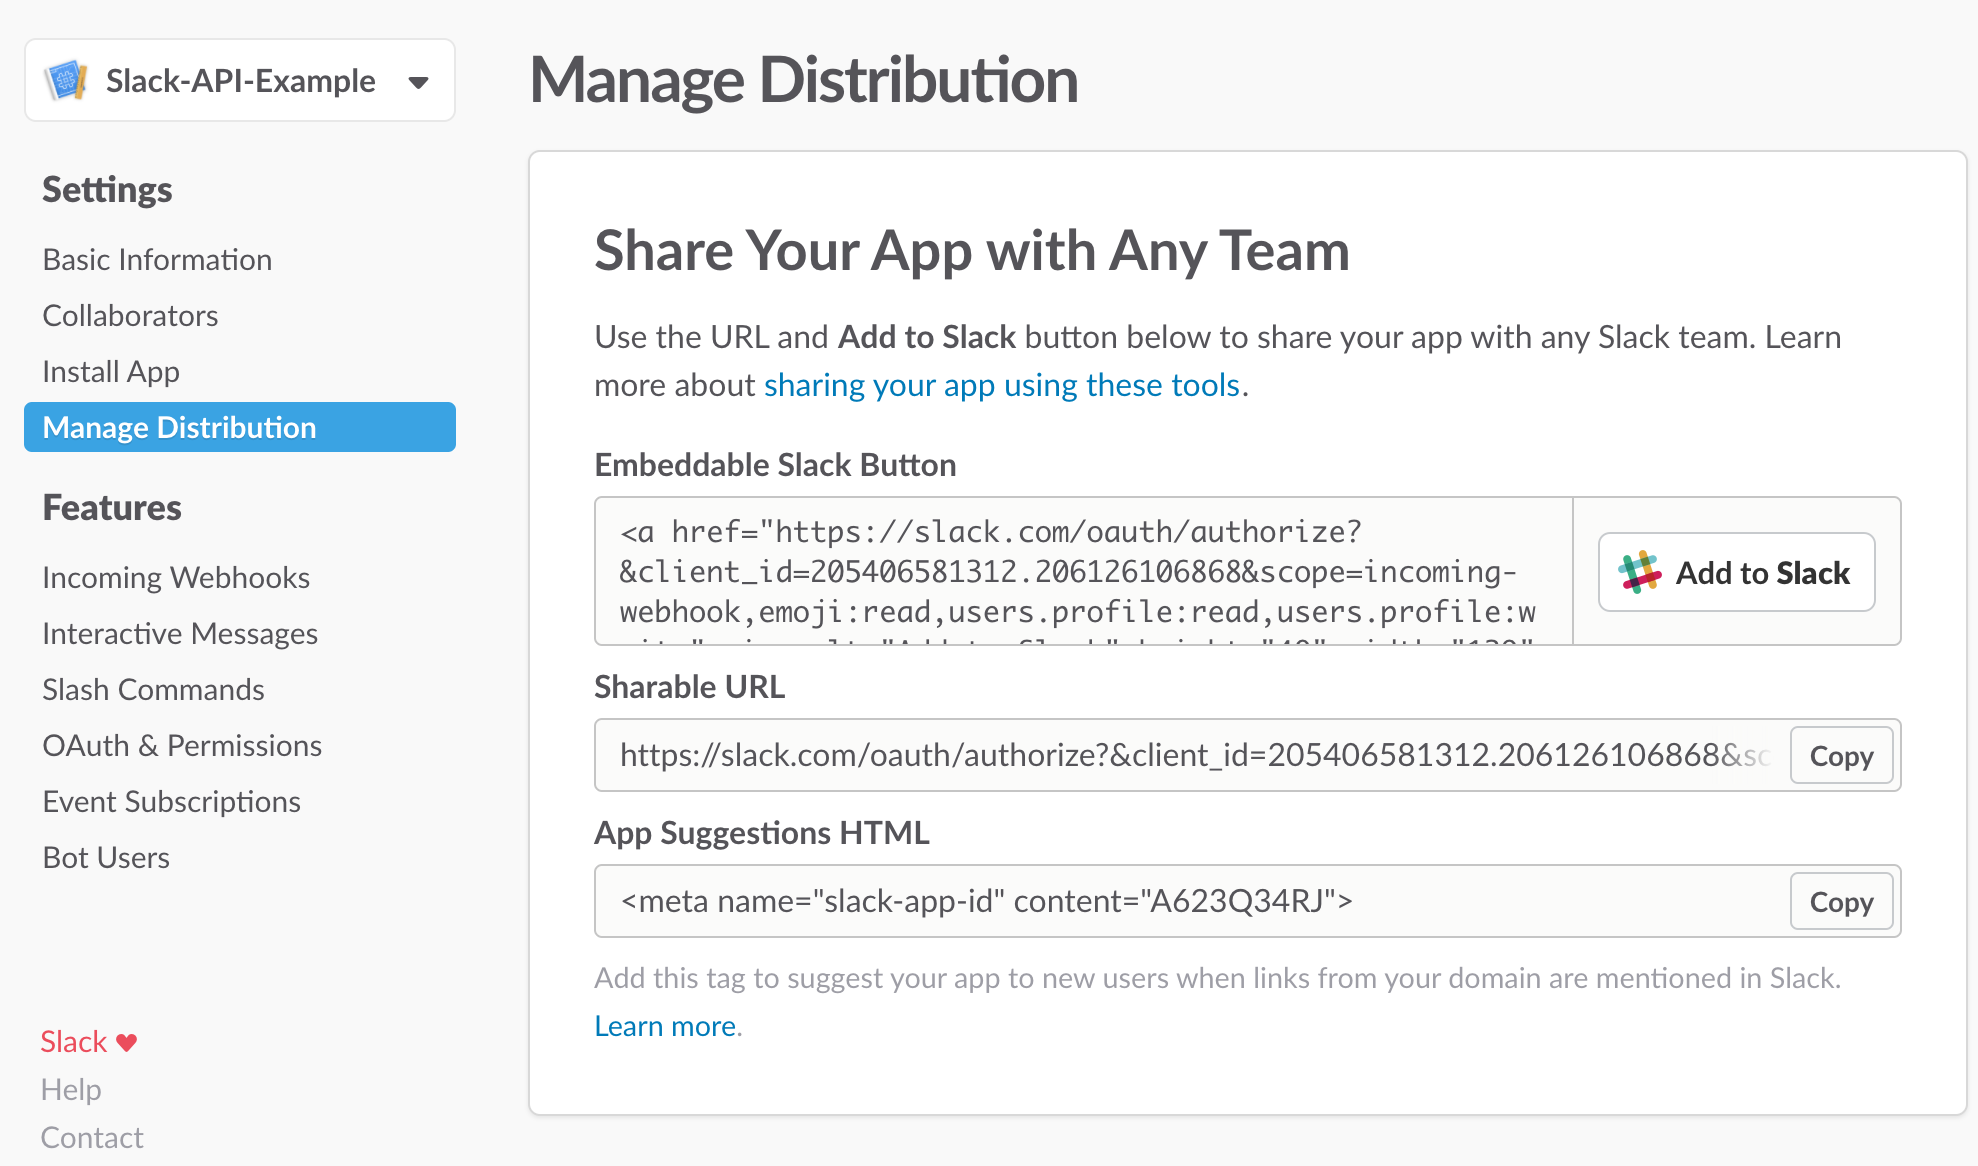 Slack-API-Example
Settings
Basic Information
Collaborators
Install App
Manage Distribution
Features
Incoming Webhooks
Interactive Messages
Slash Commands
OAuth & Permissions
Event Subscriptions
Bot Users
Slack
Help
Contact
Manage Distribution
Share Your App with Any Team
Use the URL and Add to Slack button below to share your app with any Slack team. Learn
more about sharing your app using these tools.
Embeddable Slack Button
<a href="https://slack.com/oauth/authorize?
&client_id=205406581312.206126106868&scope=incoming-
webhook,emoji:read,users.profile:read,users.profile:w
Add to Slack
Sharable URL
https://slack.com/oauth/authorize?&client_id=205406581312.206126106868&sc
Copy
App Suggestions HTML
<meta name="slack-app-id" content="A623Q34RJ">
Copy
Add this tag to suggest your app to new users when links from your domain are mentioned in Slack.
Learn more.